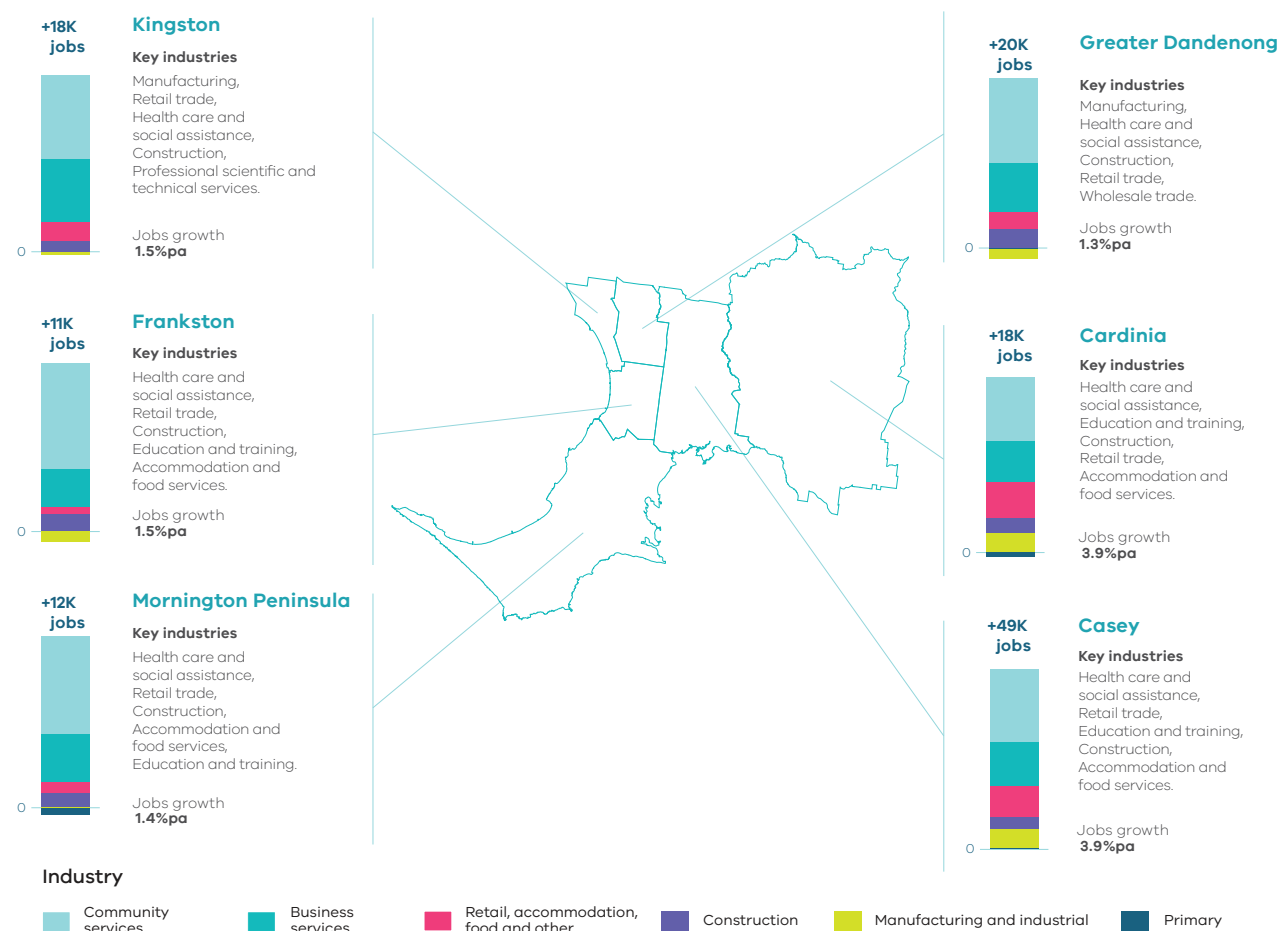 +18K
jobs
Kingston
Key industries
Manufacturing,
Retail trade,
Health care and
social assistance,
Construction,
Professional scientific and
technical services.
Jobs growth
1.5%pa
0
+11K
jobs
Frankston
Key industries
Health care and
social assistance,
Retail trade,
Construction,
Education and training,
Accommodation and
food services.
Jobs growth
1.5%pa
0
+12K
jobs
Mornington Peninsula
Key industries
Health care and
social assistance,
Retail trade,
Construction,
Accommodation and
food services,
Education and training.
Jobs growth
1.4%pa
0
+20K
jobs
Greater Dandenong
Key industries
Manufacturing,
Health care and
social assistance,
Construction,
Retail trade,
Wholesale trade.
Jobs growth
1.3%pa
0
+18K
jobs
Cardinia
Key industries
Health care and
social assistance,
Education and training,
Construction,
Retail trade,
Accommodation and
food services.
Jobs growth
3.9%pa
0
+49K
jobs
Casey
Key industries
Health care and
social assistance,
Retail trade,
Education and training,
Construction,
Accommodation and
food services.
Jobs growth
3.9%pa
0
Industry
Community
services
Business
services
Retail, accommodation,
food and other
Construction
Manufacturing and industrial
Primary